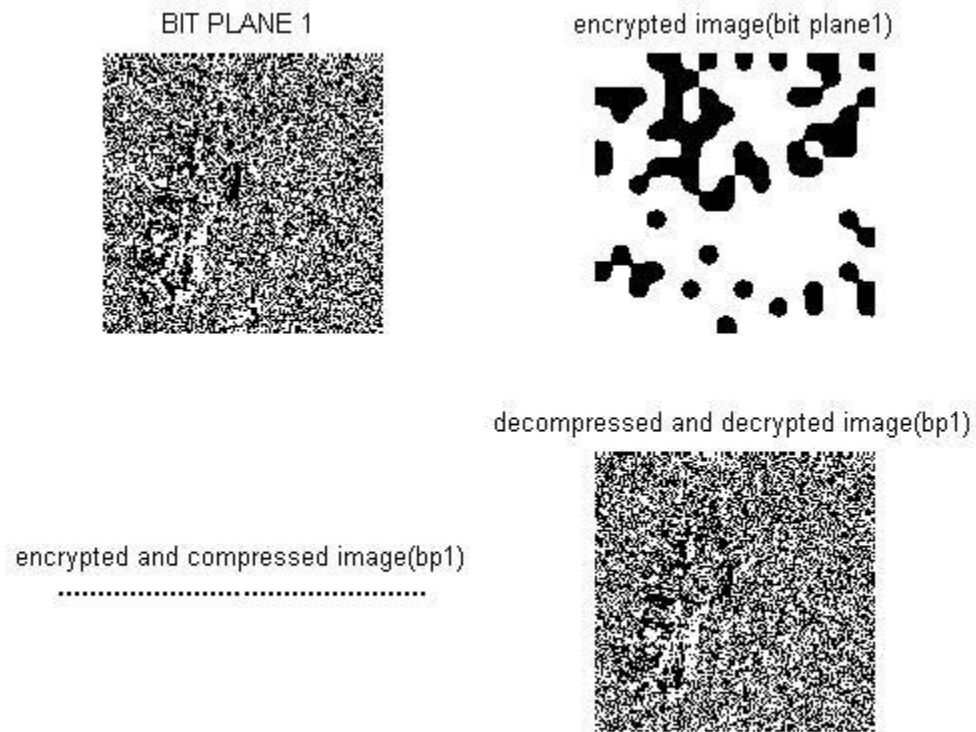 BIT PLANE 1
encrypted image(bit plane1)
encrypted and compressed image(bp1)
decompressed and decrypted image(bp1)